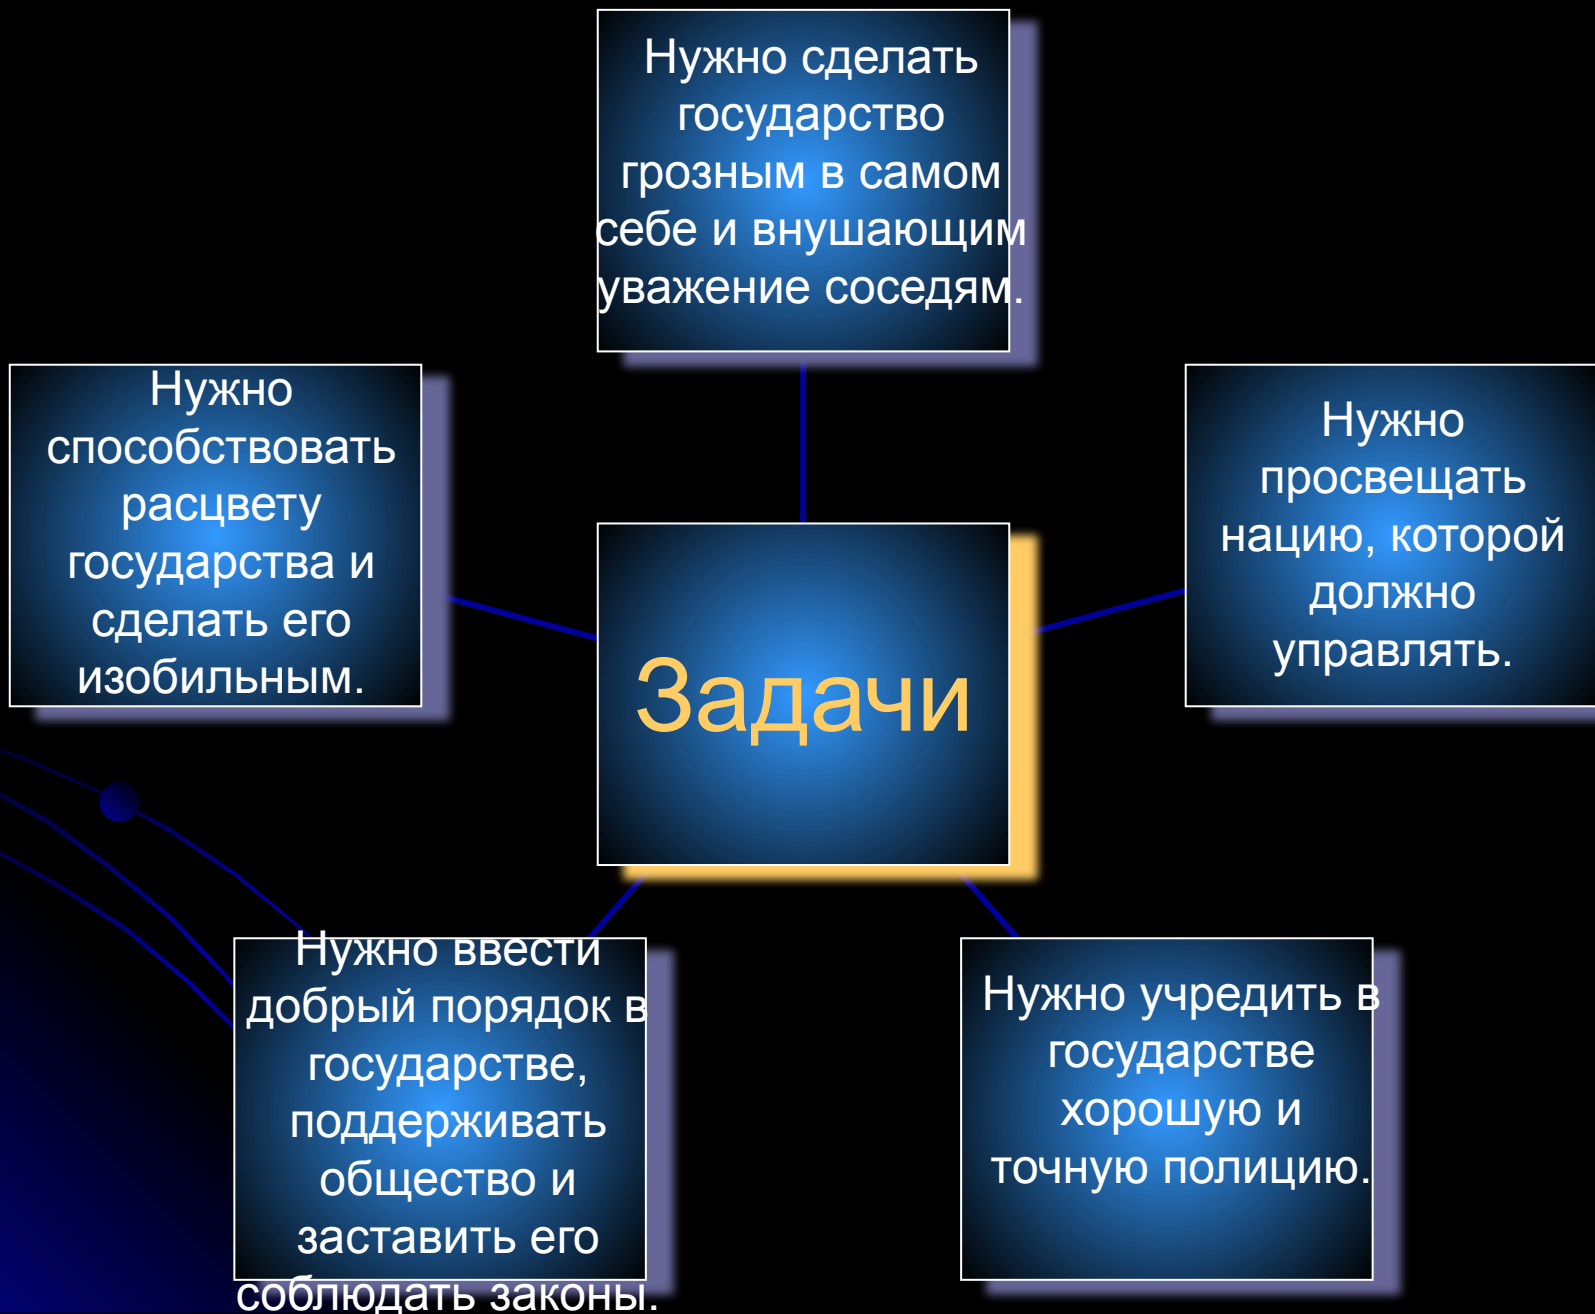 Нужно сделать
государство
грозным в самом
себе и внушающим
уважение соседям.
Нужно
способствовать
расцвету
государства и
сделать его
изобильным.
Нужно
просвещать
нацию, которой
должно
управлять.
Задачи
Нужно ввести
добрый порядок в
государстве,
поддерживать
общество и
заставить его
соблюдать законы.
Нужно учредить в
государстве
хорошую и
точную полицию.